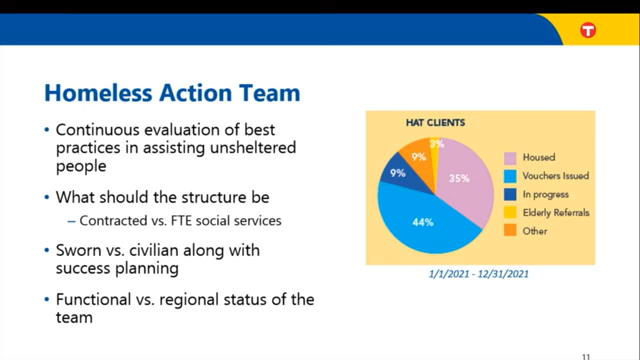 T
Homeless Action Team
• Continuous evaluation of best
practices in assisting unsheltered
people
• What should the structure be
– Contracted vs. FTE social services
• Sworn vs. civilian along with
success planning
• Functional vs. regional status of the
team
HAT CLIENTS
3%
9%
9%
35%
44%
Housed
Vouchers Issued
In progress
Elderly Referrals
Other
1/1/2021 - 12/31/2021
11